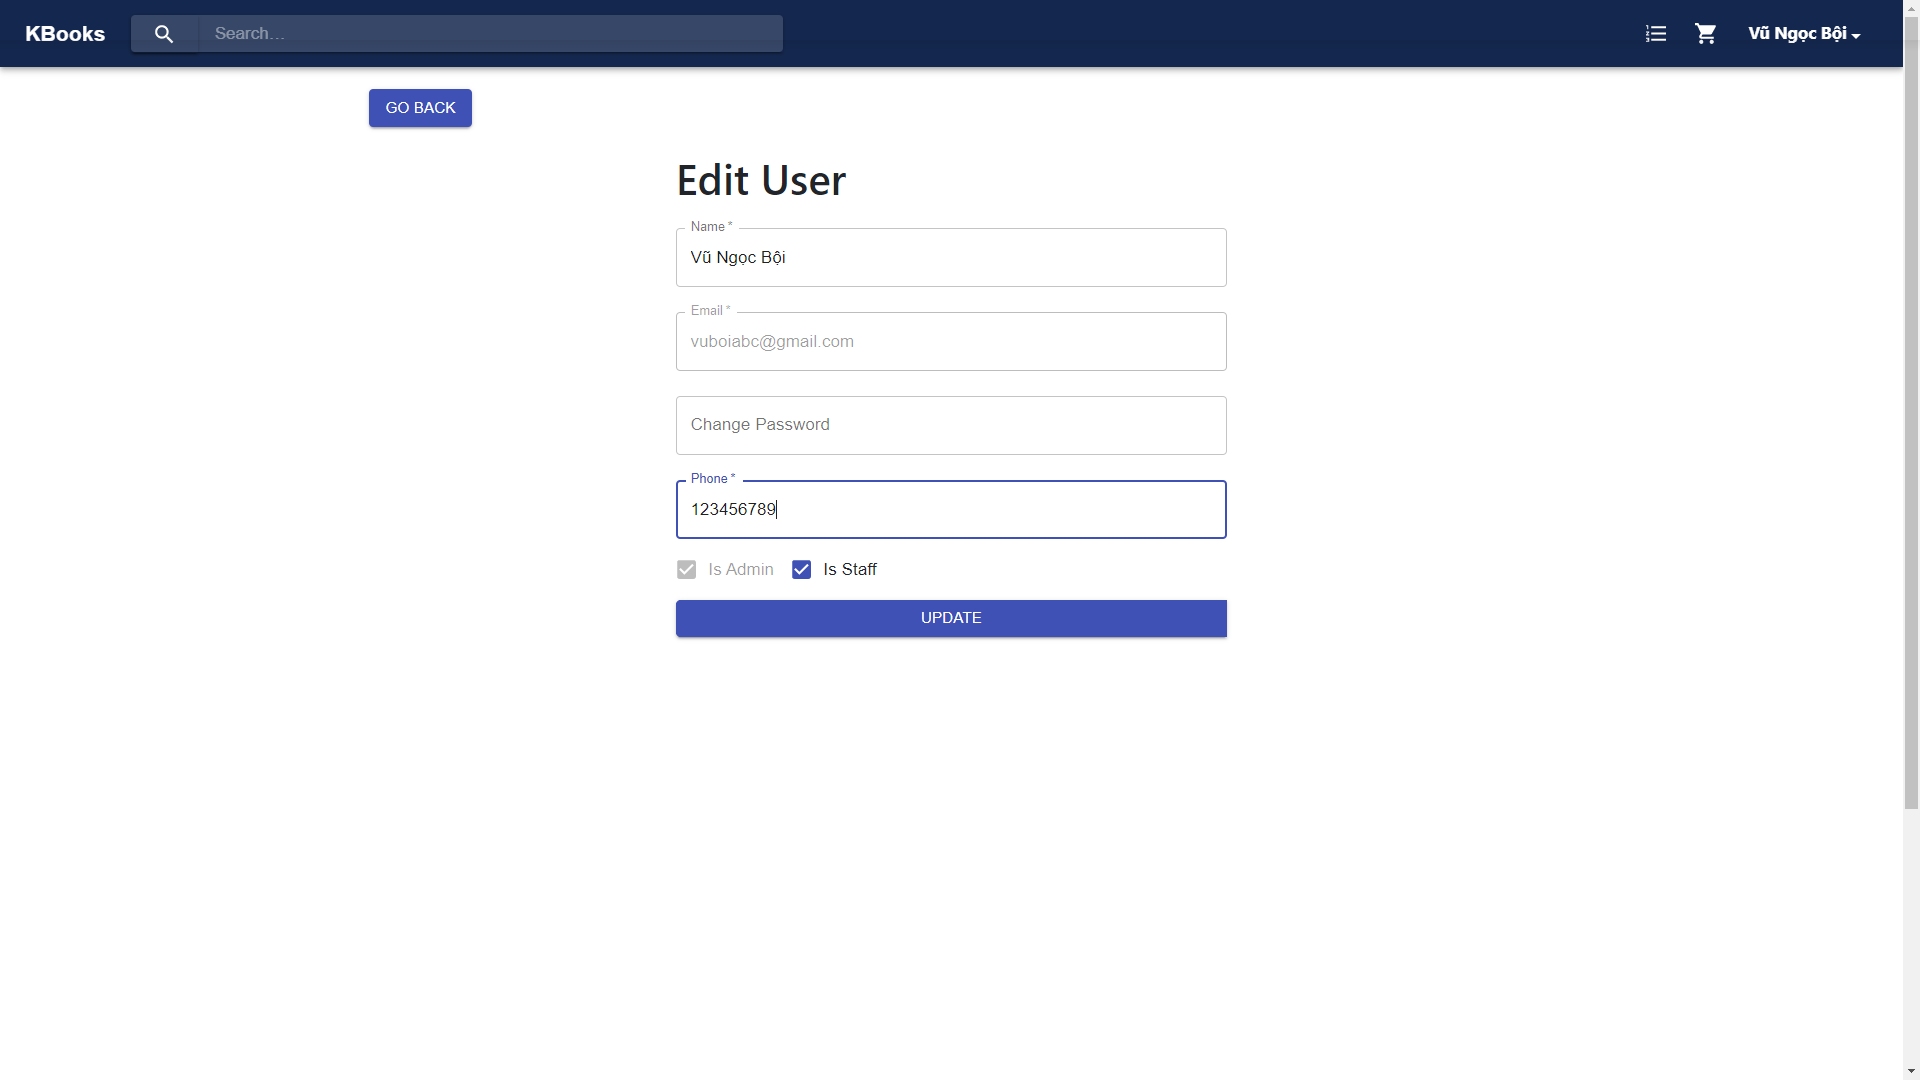 KBooks
Search...
Vũ Ngọc Bội
GO BACK
Edit User
Name *
Vũ Ngọc Bội
Email *
vuboiabc@gmail.com
Change Password
Phone *
123456789
Is Admin
Is Staff
UPDATE